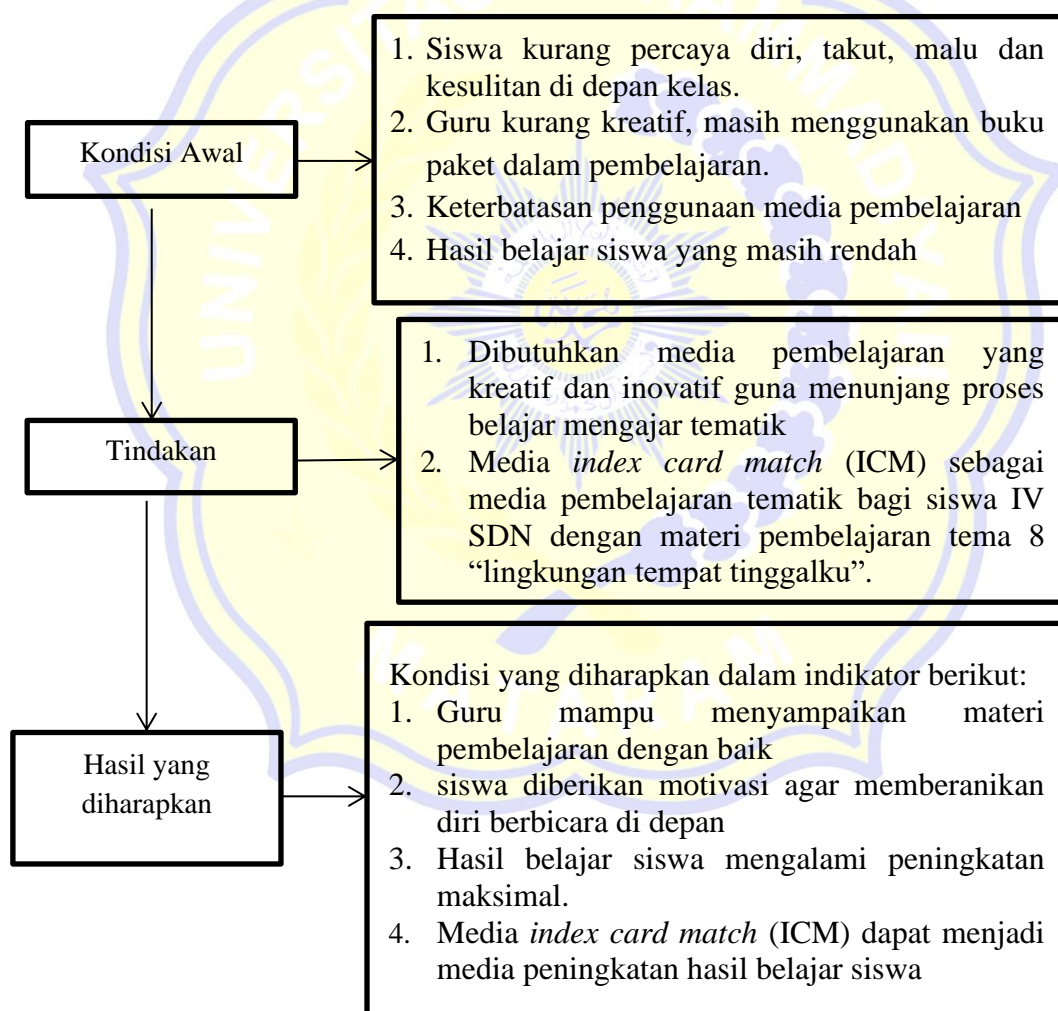 Kondisi Awal
1. Siswa kurang percaya diri, takut, malu dan
kesulitan di depan kelas.
2. Guru kurang kreatif, masih menggunakan buku
paket dalam pembelajaran.
3. Keterbatasan penggunaan media pembelajaran
4. Hasil belajar siswa yang masih rendah
Tindakan
1. Dibutuhkan media pembelajaran yang
kreatif dan inovatif guna menunjang proses
belajar mengajar tematik
2. Media index card match (ICM) sebagai
media pembelajaran tematik bagi siswa IV
SDN dengan materi pembelajaran tema 8
“lingkungan tempat tinggalku”.
Hasil yang
diharapkan
Kondisi yang diharapkan dalam indikator berikut:
1. Guru mampu menyampaikan materi
pembelajaran dengan baik
2. siswa diberikan motivasi agar memberanikan
diri berbicara di depan
3. Hasil belajar siswa mengalami peningkatan
maksimal.
4. Media index card match (ICM) dapat menjadi
media peningkatan hasil belajar siswa
MATARAM